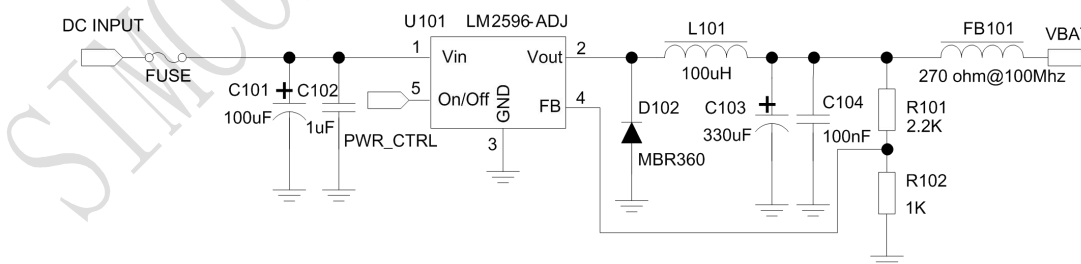 DC INPUT
FUSE
C101
100uF
+
C102
1uF
U101 LM2596-ADJ
1
Vin
Vout
2
5
On/Off
GND
FB
4
3
PWR_CTRL
D102
MBR360
L101
100uH
C103
330uF
+
C104
100nF
FB101
270 ohm@100Mhz
VBAT
R101
2.2K
R102
1K
SIMCO